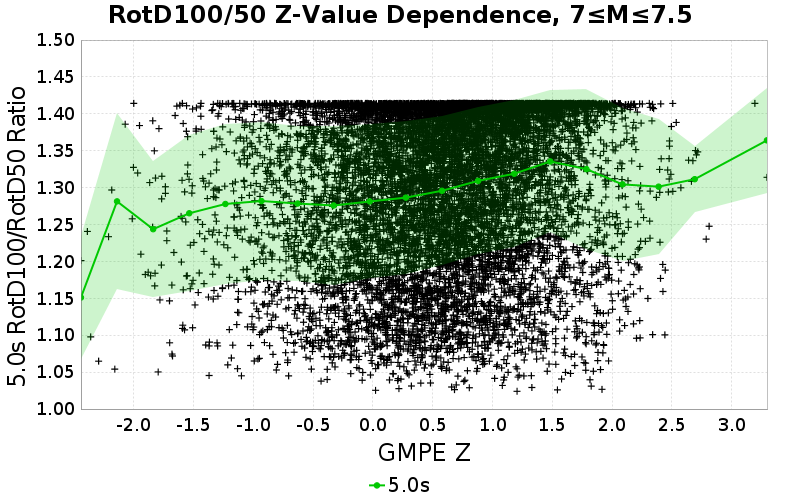 RotD100/50 Z-Value Dependence, 7≤M≤7.5
5.0s RotD100/RotD50 Ratio
1.50
1.45
1.40
1.35
1.30
1.25
1.20
1.15
1.10
1.05
1.00
-2.0 -1.5 -1.0 -0.5 0.0 0.5 1.0 1.5 2.0 2.5 3.0
GMPE Z
5.0s